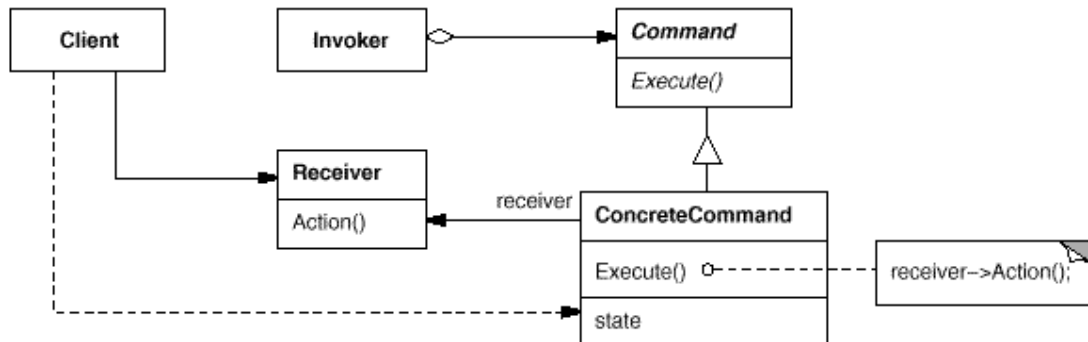 Client
Invoker
Command
Execute()
Receiver
Action()
receiver
ConcreteCommand
Execute()
receiver->Action();
state